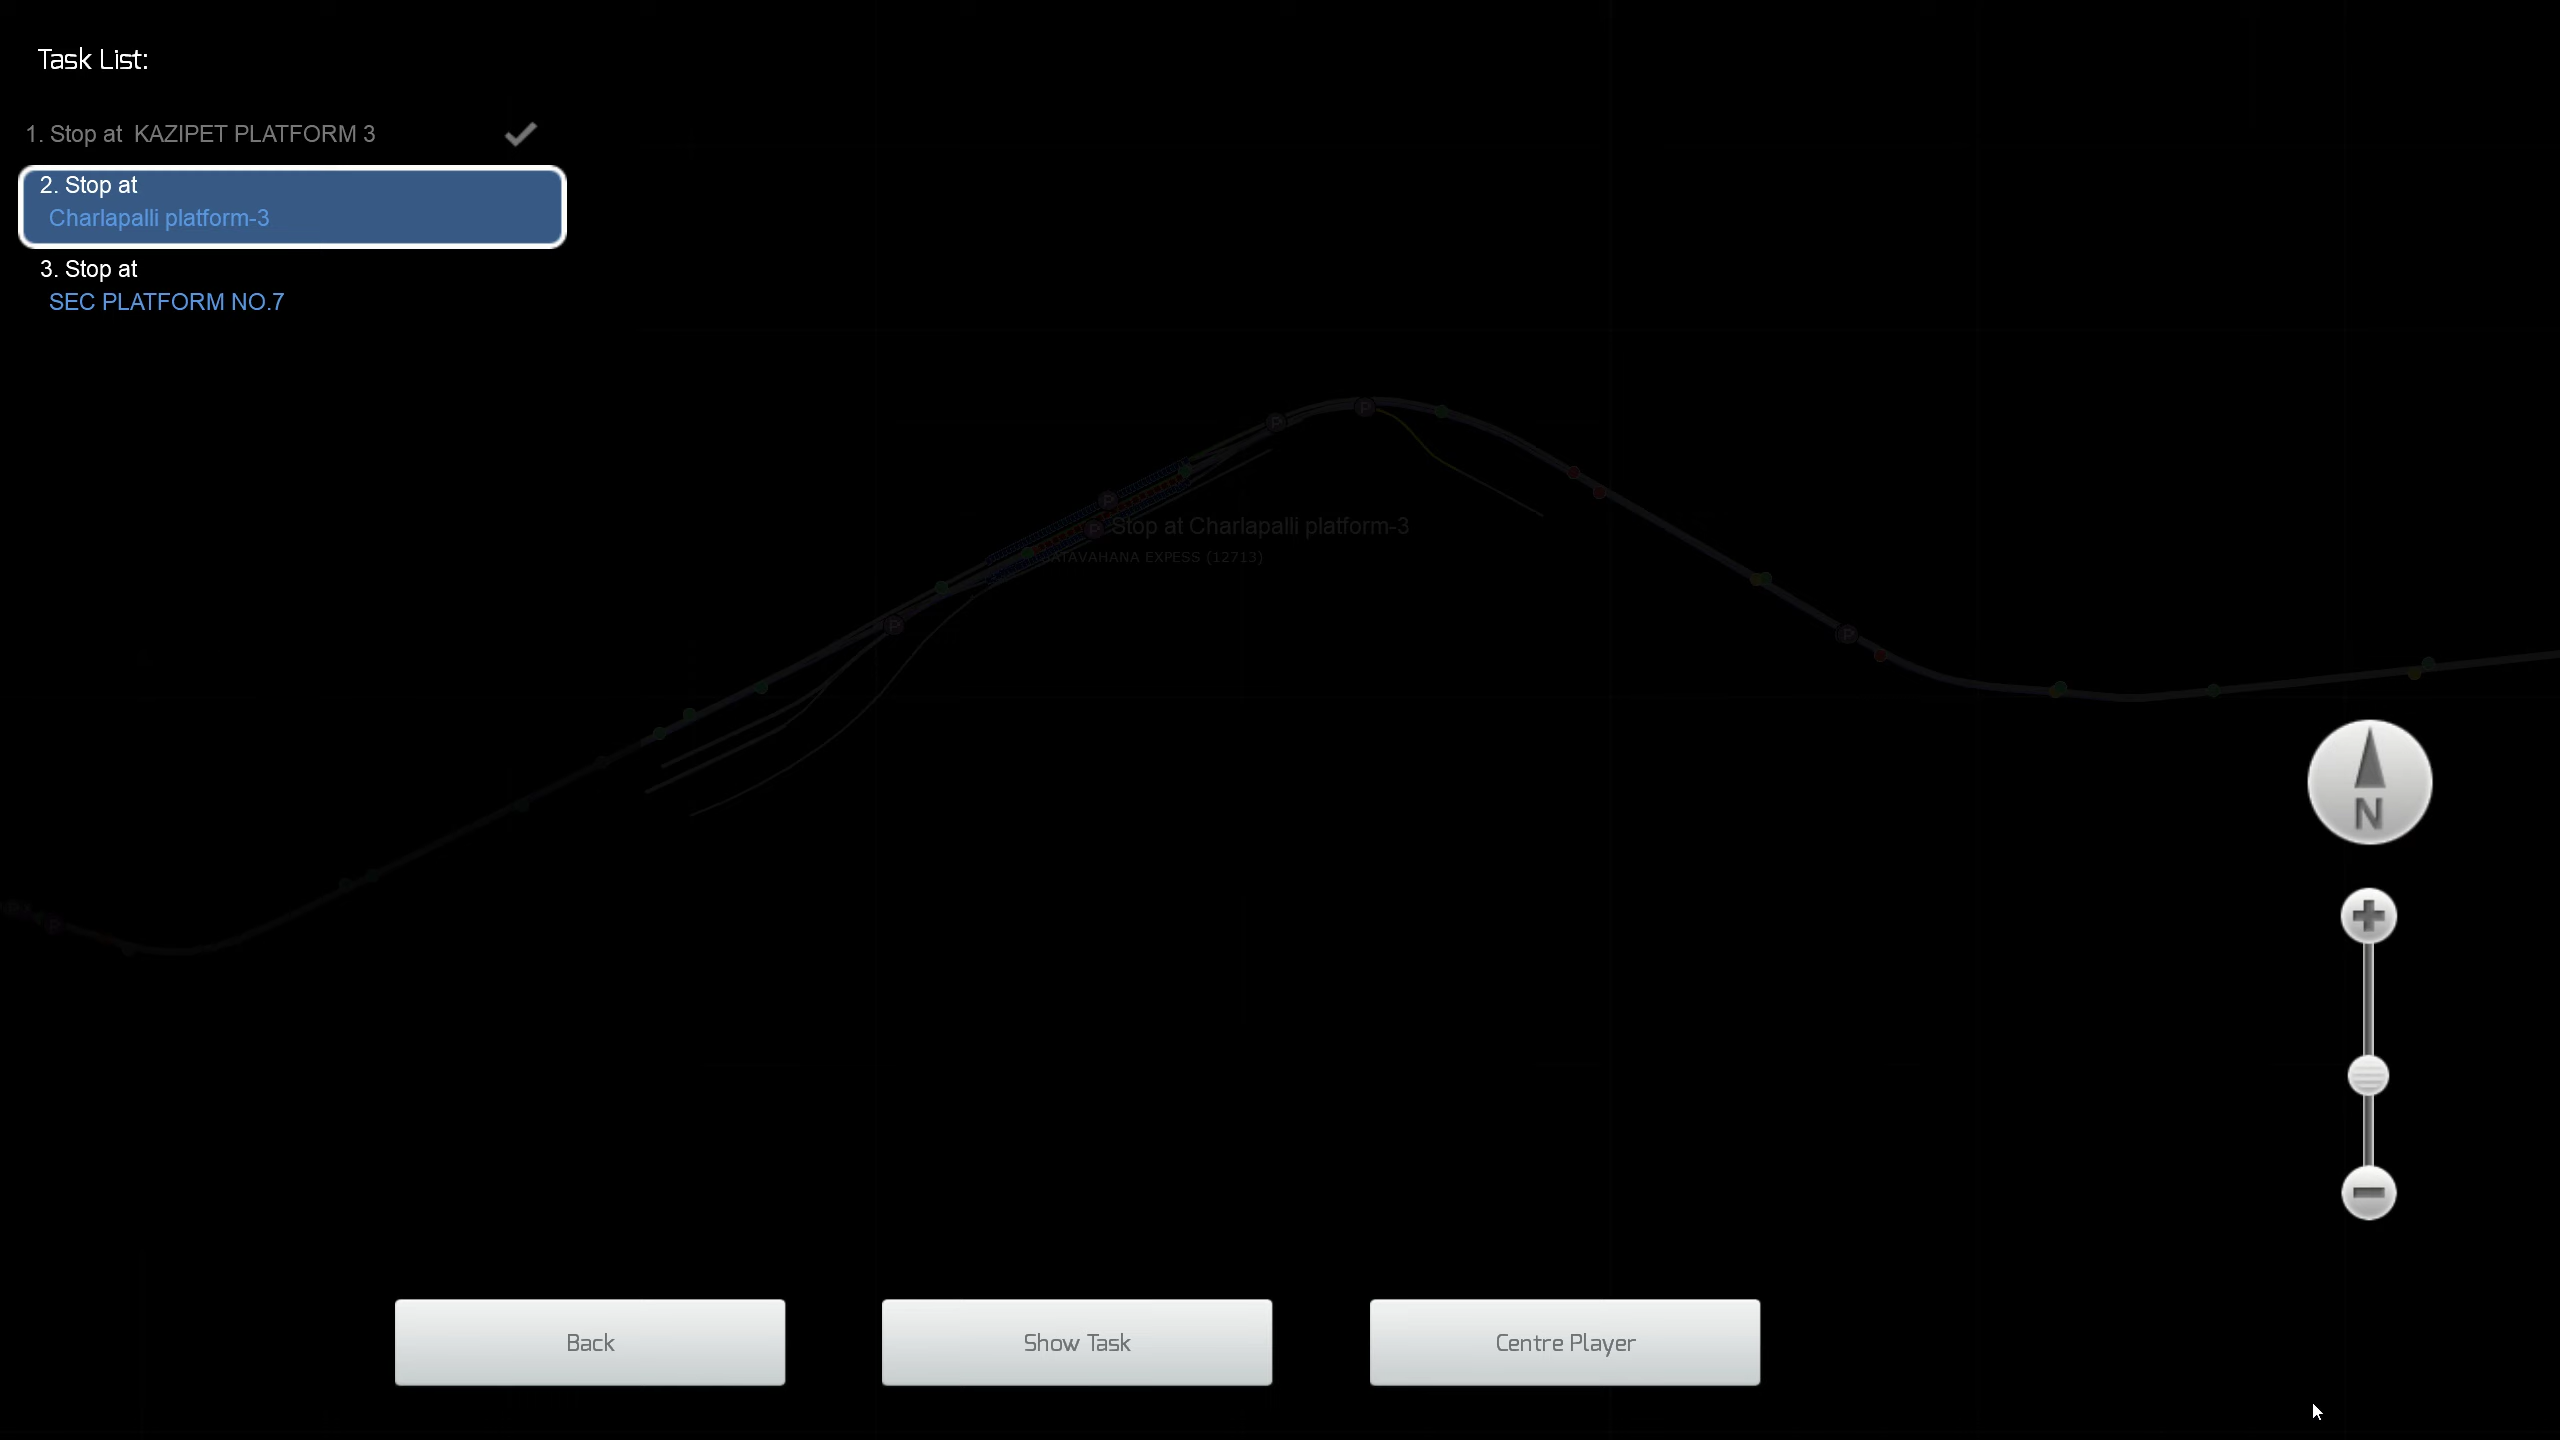 Task List:
1. Stop at  KAZIPET PLATFORM 3
2. Stop at
Charlapalli platform-3
3. Stop at
SEC PLATFORM NO.7
P
P
P
P Stop at Charlapalli platform-3
EXPESS (12713)
P
P
N
Back
Show Task
Centre Player